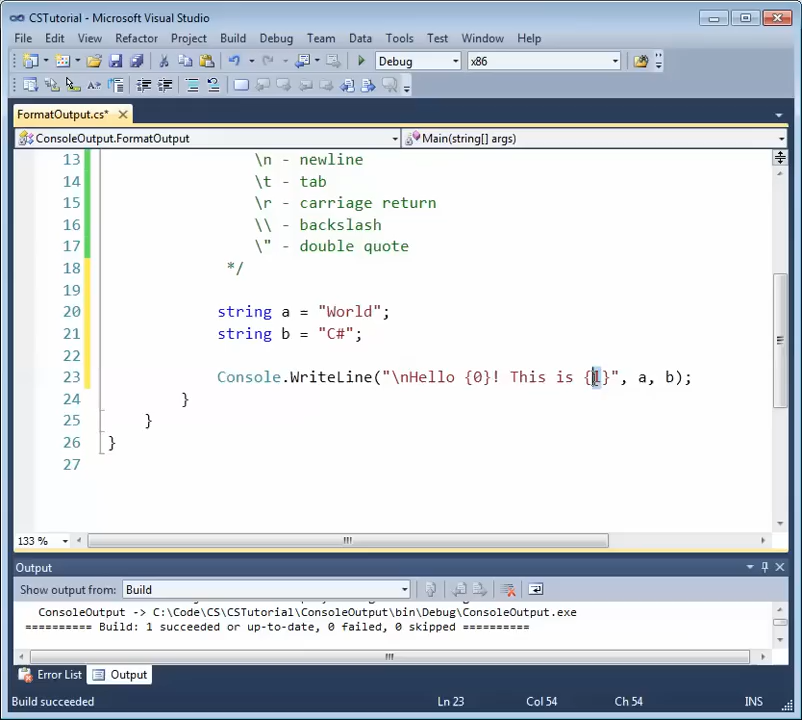 CSTutorial - Microsoft Visual Studio
File Edit View Refactor Project Build Debug Team Data Tools Test Window Help
Debug x86
FormatOutput.cs*
ConsoleOutput.FormatOutput Main(string[] args)
13 \n - newline
14 \t - tab
15 \r - carriage return
16 \\ - backslash
17 \" - double quote
18 */
19
20 string a = "World";
21 string b = "C#";
22
23 Console.WriteLine("\nHello {0}! This is {1}", a, b);
24 }
25 }
26 }
27
133 %
Output
Show output from: Build
ConsoleOutput -> C:\Code\CS\CSTutorial\ConsoleOutput\bin\Debug\ConsoleOutput.exe
========== Build: 1 succeeded or up-to-date, 0 failed, 0 skipped ==========
Error List Output
Build succeeded Ln 23 Col 54 Ch 54 INS